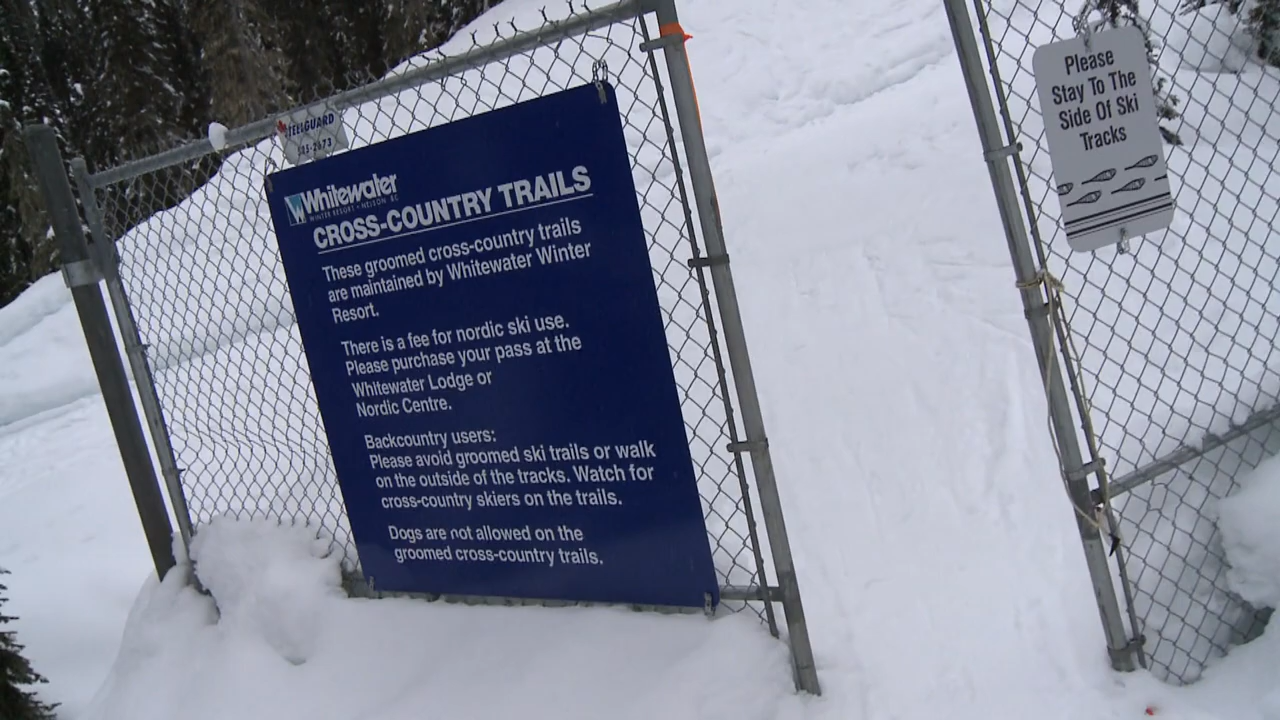 Whitewater
WINTER RESORT • NELSON BC
CROSS-COUNTRY TRAILS
These groomed cross-country trails
are maintained by Whitewater Winter
Resort.
There is a fee for nordic ski use.
Please purchase your pass at the
Whitewater Lodge or
Nordic Centre.
Backcountry users:
Please avoid groomed ski trails or walk
on the outside of the tracks. Watch for
cross-country skiers on the trails.
Dogs are not allowed on the
groomed cross-country trails.
Please
Stay To The
Side Of Ski
Tracks